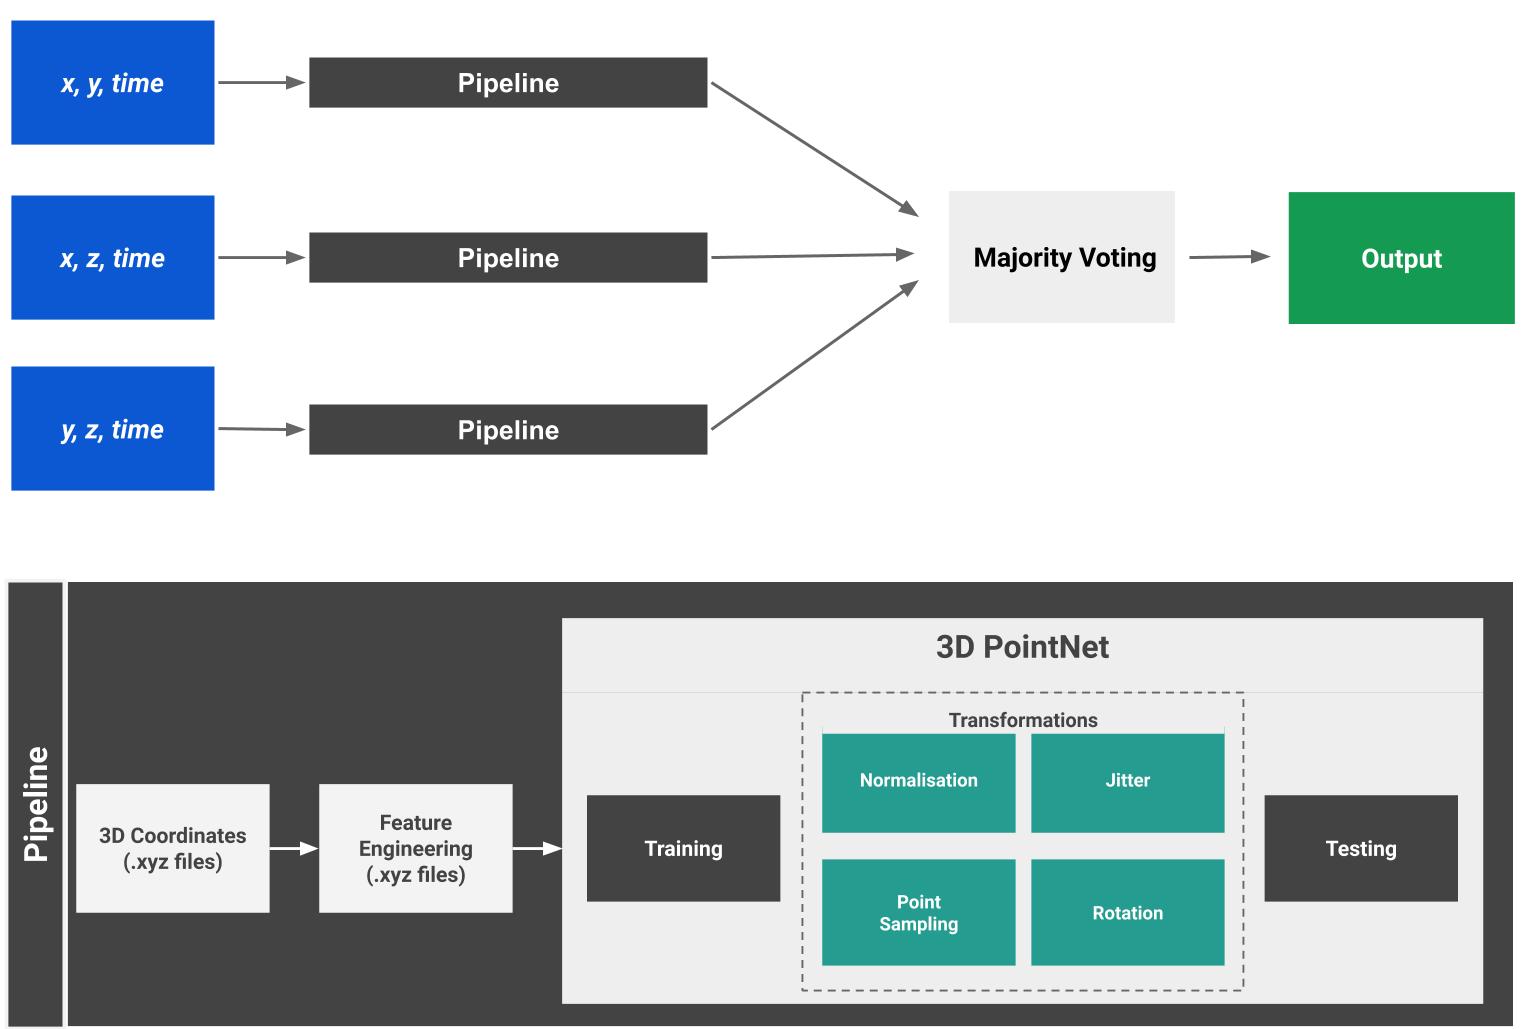 x, y, time
Pipeline
x, z, time
Pipeline
Majority Voting
Output
y, z, time
Pipeline
Pipeline
3D Coordinates
(.xyz files)
Feature
Engineering
(.xyz files)
3D PointNet
Training
Transformations
Normalisation
Jitter
Point
Sampling
Rotation
Testing